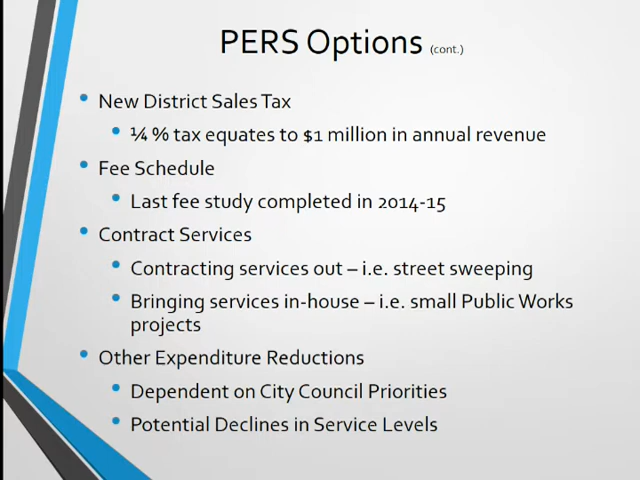 PERS Options (cont.)
• New District Sales Tax
• ¼ % tax equates to $1 million in annual revenue
• Fee Schedule
• Last fee study completed in 2014-15
• Contract Services
• Contracting services out – i.e. street sweeping
• Bringing services in-house – i.e. small Public Works
projects
• Other Expenditure Reductions
• Dependent on City Council Priorities
• Potential Declines in Service Levels